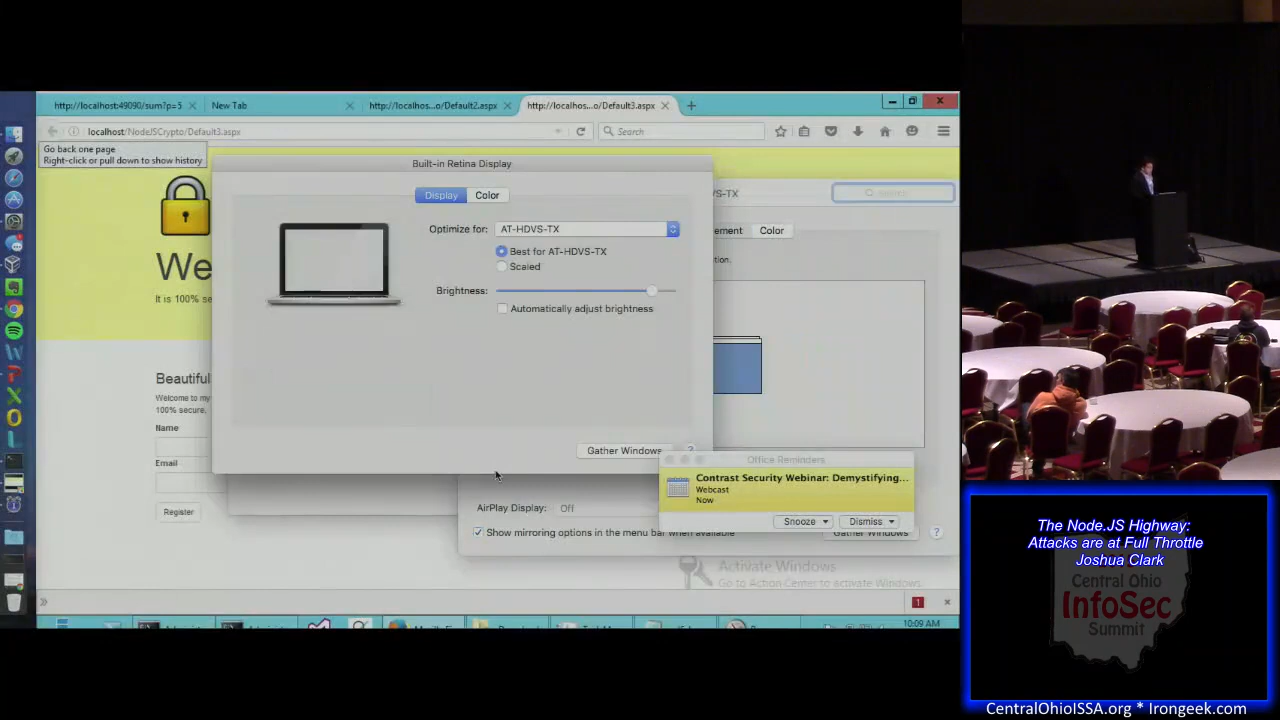 http://localhost:49090/sum?p=5
New Tab
http://localhos...o/Default2.aspx
http://localhos...o/Default3.aspx
localhost/NodeJSCrypto/Default3.aspx
Search
Go back one page
Right-click or pull down to show history
Built-in Retina Display
Display
Color
VS-TX
Search
Optimize for:
AT-HDVS-TX
Best for AT-HDVS-TX
Scaled
Brightness:
Automatically adjust brightness
ement
Color
ion.
We
It is 100% se
Beautiful
Welcome to my
100% secure.
Name
Email
Register
Gather Windows
?
Office Reminders
Contrast Security Webinar: Demystifying...
Webcast
Now
Snooze
Dismiss
AirPlay Display:
Off
Show mirroring options in the menu bar when available
Gather Windows
?
Activate Windows
Go to Action Center to activate Windows.
1
10:09 AM
The Node.JS Highway:
Attacks are at Full Throttle
Joshua Clark
Central Ohio
InfoSec
Summit
CentralOhioISSA.org * Irongeek.com